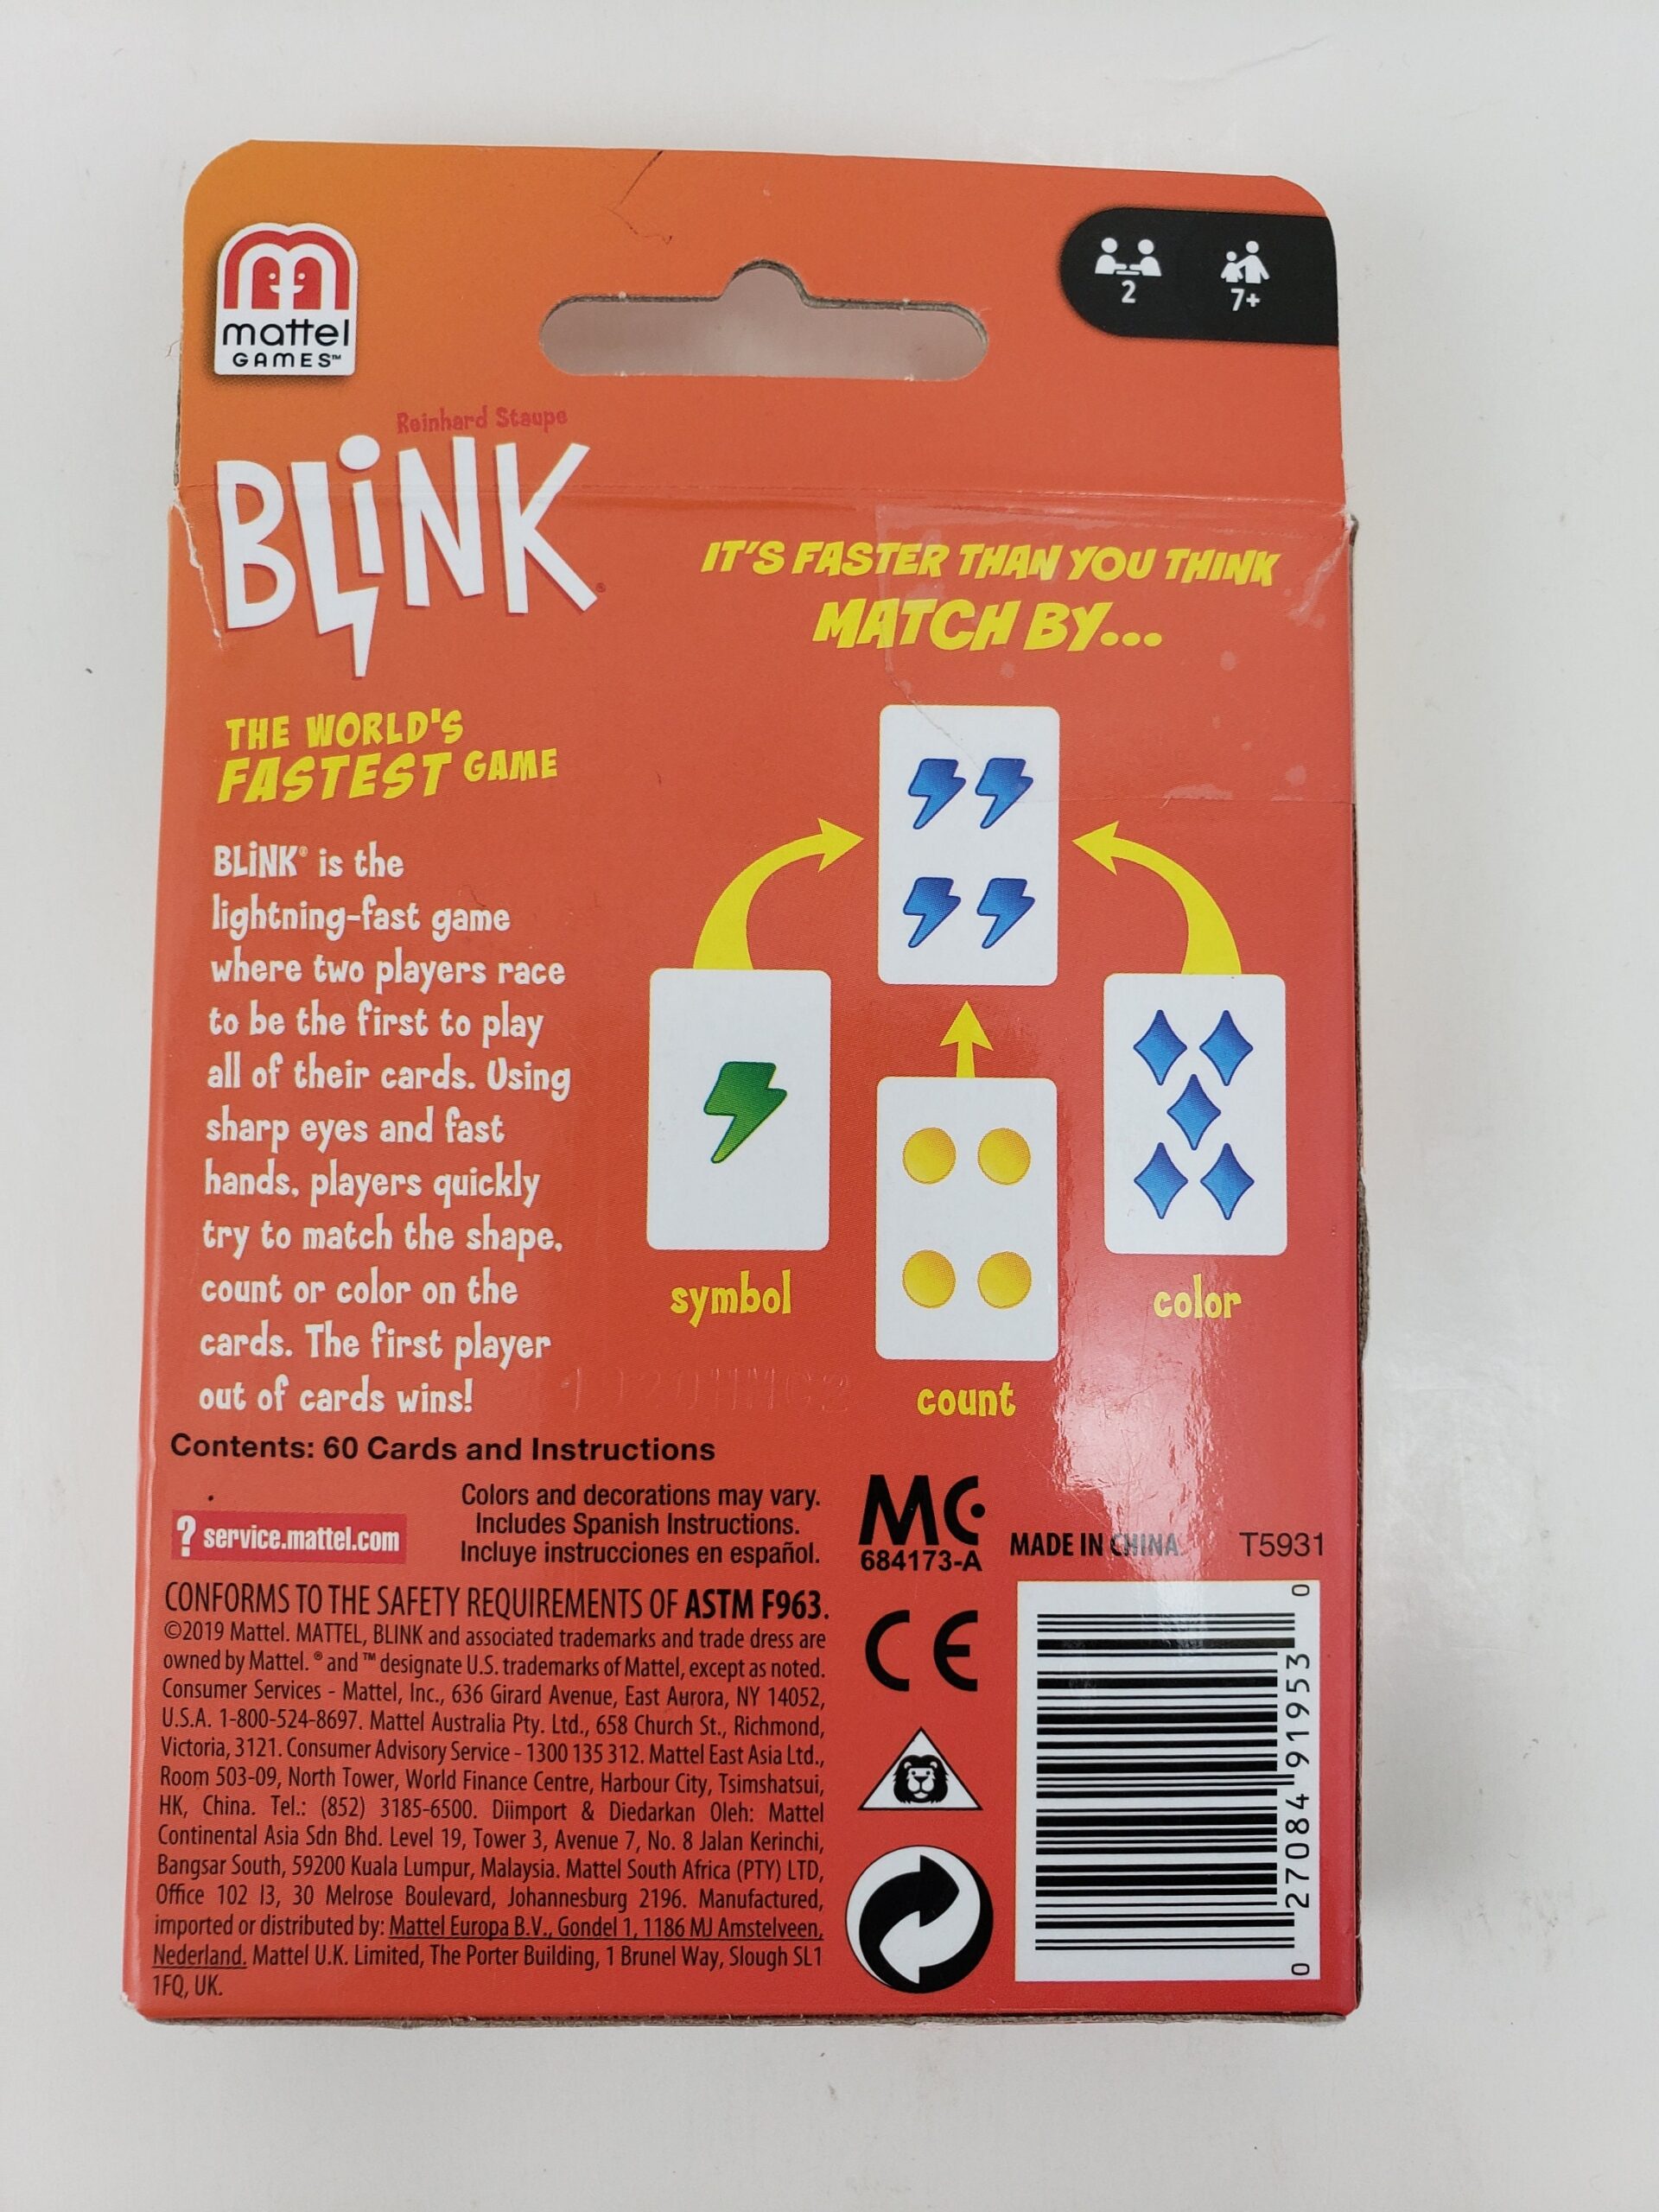 mattel
GAMES™
2
7+
Reinhard Staupe
BLiNK®
IT'S FASTER THAN YOU THINK
MATCH BY...
THE WORLD'S
FASTEST GAME
BLiNK® is the
lightning-fast game
where two players race
to be the first to play
all of their cards. Using
sharp eyes and fast
hands, players quickly
try to match the shape,
count or color on the
cards. The first player
out of cards wins!
symbol
count
color
Contents: 60 Cards and Instructions
? service.mattel.com
Colors and decorations may vary.
Includes Spanish Instructions.
Incluye instrucciones en español.
MC
684173-A
MADE IN CHINA.
T5931
CONFORMS TO THE SAFETY REQUIREMENTS OF ASTM F963.
©2019 Mattel. MATTEL, BLINK and associated trademarks and trade dress are
owned by Mattel. ® and ™ designate U.S. trademarks of Mattel, except as noted.
Consumer Services - Mattel, Inc., 636 Girard Avenue, East Aurora, NY 14052,
U.S.A. 1-800-524-8697. Mattel Australia Pty. Ltd., 658 Church St., Richmond,
Victoria, 3121. Consumer Advisory Service - 1300 135 312. Mattel East Asia Ltd.,
Room 503-09, North Tower, World Finance Centre, Harbour City, Tsimshatsui,
HK, China. Tel.: (852) 3185-6500. Diimport & Diedarkan Oleh: Mattel
Continental Asia Sdn Bhd. Level 19, Tower 3, Avenue 7, No. 8 Jalan Kerinchi,
Bangsar South, 59200 Kuala Lumpur, Malaysia. Mattel South Africa (PTY) LTD,
Office 102 I3, 30 Melrose Boulevard, Johannesburg 2196. Manufactured,
imported or distributed by: Mattel Europa B.V., Gondel 1, 1186 MJ Amstelveen,
Nederland. Mattel U.K. Limited, The Porter Building, 1 Brunel Way, Slough SL1
1FQ, UK.
CE
0 27084 91953 0